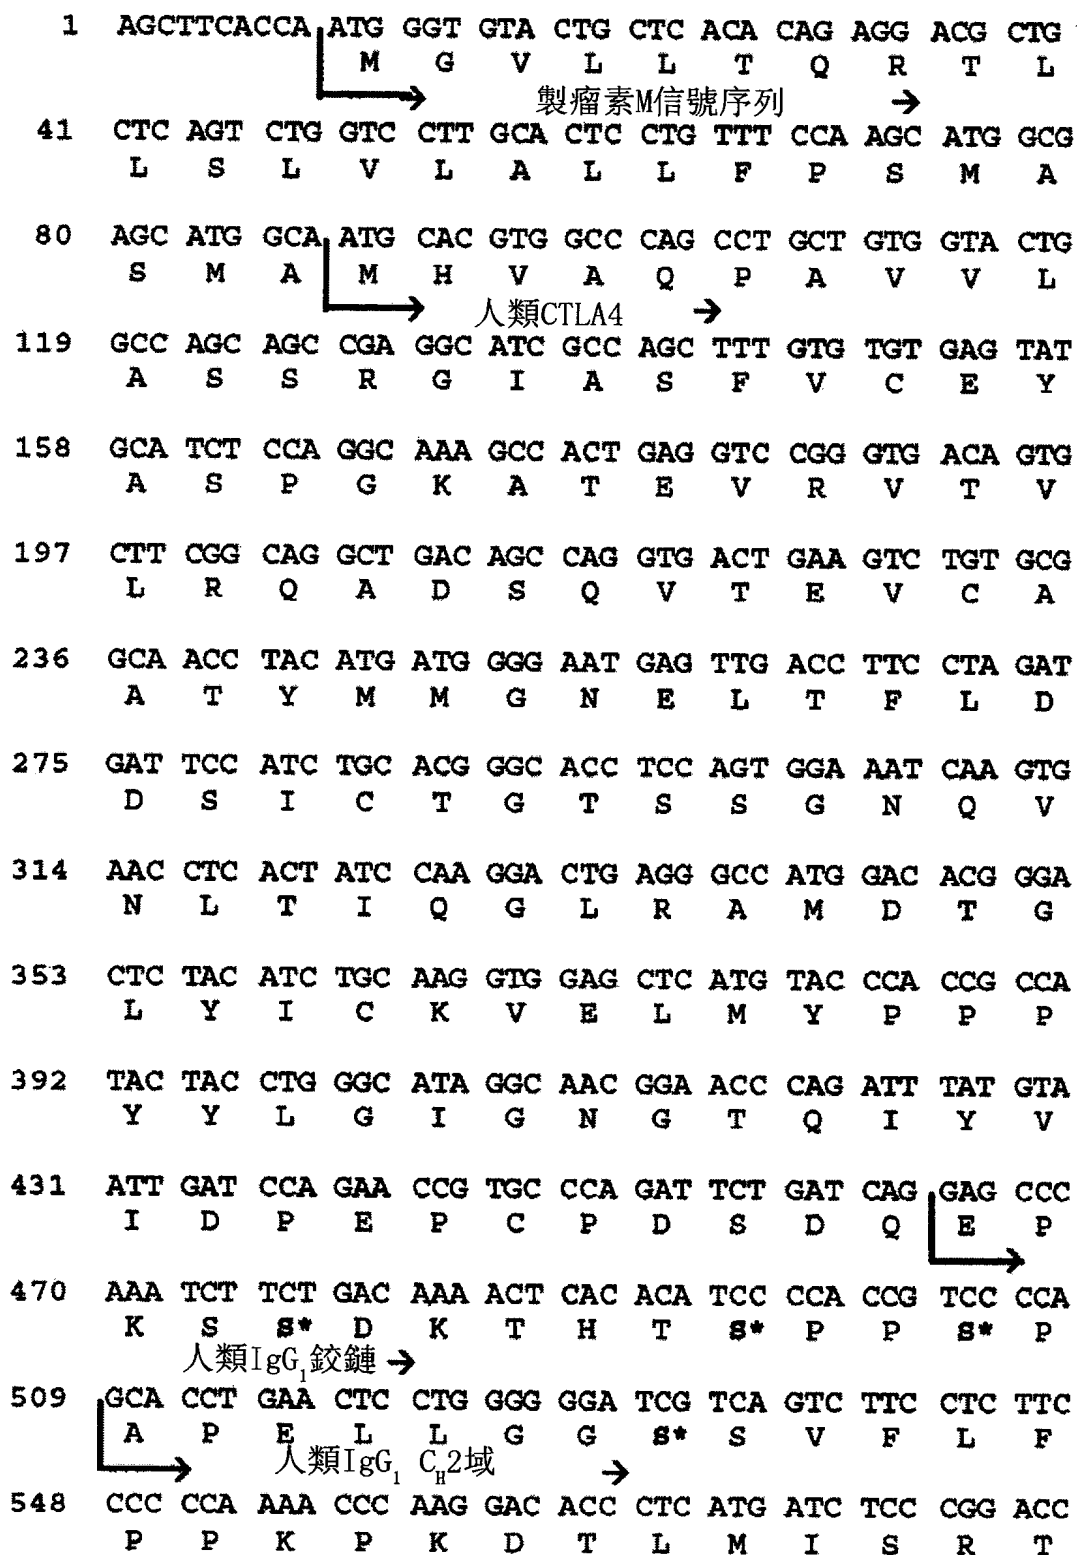 1 AGCTTCACCA ATG GGT GTA CTG CTC ACA CAG AGG ACG CTG
M G V L L T Q R T L
製瘤素M信號序列 →
41 CTC AGT CTG GTC CTT GCA CTC CTG TTT CCA AGC ATG GCG
L S L V L A L L F P S M A
80 AGC ATG GCA ATG CAC GTG GCC CAG CCT GCT GTG GTA CTG
S M A M H V A Q P A V V L
人類CTLA4 →
119 GCC AGC AGC CGA GGC ATC GCC AGC TTT GTG TGT GAG TAT
A S S R G I A S F V C E Y
158 GCA TCT CCA GGC AAA GCC ACT GAG GTC CGG GTG ACA GTG
A S P G K A T E V R V T V
197 CTT CGG CAG GCT GAC AGC CAG GTG ACT GAA GTC TGT GCG
L R Q A D S Q V T E V C A
236 GCA ACC TAC ATG ATG GGG AAT GAG TTG ACC TTC CTA GAT
A T Y M M G N E L T F L D
275 GAT TCC ATC TGC ACG GGC ACC TCC AGT GGA AAT CAA GTG
D S I C T G T S S G N Q V
314 AAC CTC ACT ATC CAA GGA CTG AGG GCC ATG GAC ACG GGA
N L T I Q G L R A M D T G
353 CTC TAC ATC TGC AAG GTG GAG CTC ATG TAC CCA CCG CCA
L Y I C K V E L M Y P P P
392 TAC TAC CTG GGC ATA GGC AAC GGA ACC CAG ATT TAT GTA
Y Y L G I G N G T Q I Y V
431 ATT GAT CCA GAA CCG TGC CCA GAT TCT GAT CAG GAG CCC
I D P E P C P D S D Q E P
470 AAA TCT TCT GAC AAA ACT CAC ACA TCC CCA CCG TCC CCA
K S S* D K T H T S* P P S* P
人類IgG₁鉸鏈 →
509 GCA CCT GAA CTC CTG GGG GGA TCG TCA GTC TTC CTC TTC
A P E L L G G S* S V F L F
人類IgG₁ C_H2域 →
548 CCC CCA AAA CCC AAG GAC ACC CTC ATG ATC TCC CGG ACC
P P K P K D T L M I S R T